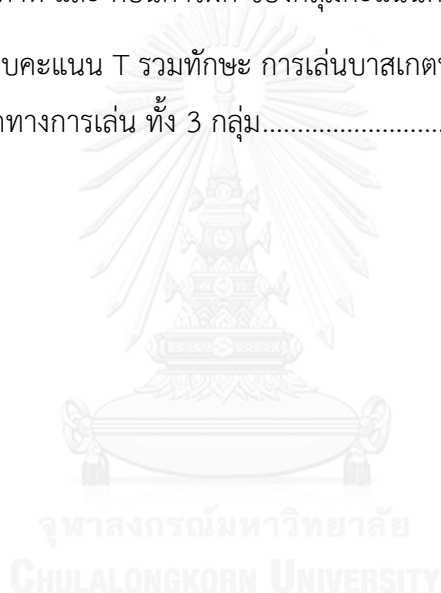 บคะแนน T รวมทักษะ การเล่นบาสเกต
ทางการเล่น ทั้ง 3 กลุ่ม........................
จุฬาลงกรณ์มหาวิทยาลัย
CHULALONGKORN UNIVERSITY